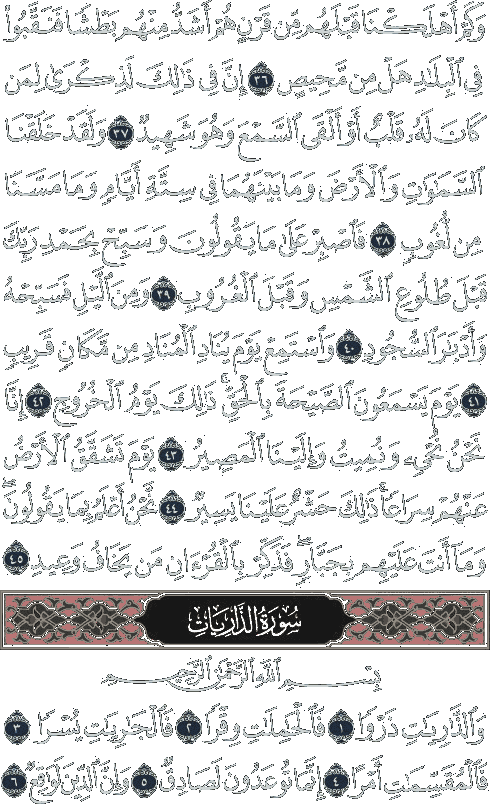 وَكَمْ أَهْلَكْنَا قَبْلَهُم مِّن قَرْنٍ هُمْ أَشَدُّ مِنْهُم بَطْشًا فَنَقَّبُوا۟
فِى ٱلْبِلَٰدِ هَلْ مِن مَّحِيصٍ ٣٦ إِنَّ فِى ذَٰلِكَ لَذِكْرَىٰ لِمَن
كَانَ لَهُۥ قَلْبٌ أَوْ أَلْقَى ٱلسَّمْعَ وَهُوَ شَهِيدٌ ٣٧ وَلَقَدْ خَلَقْنَا
ٱلسَّمَٰوَٰتِ وَٱلْأَرْضَ وَمَا بَيْنَهُمَا فِى سِتَّةِ أَيَّامٍ وَمَا مَسَّنَا
مِن لُّغُوبٍ ٣٨ فَٱصْبِرْ عَلَىٰ مَا يَقُولُونَ وَسَبِّحْ بِحَمْدِ رَبِّكَ
قَبْلَ طُلُوعِ ٱلشَّمْسِ وَقَبْلَ ٱلْغُرُوبِ ٣٩ وَمِنَ ٱلَّيْلِ فَسَبِّحْهُ
وَأَدْبَٰرَ ٱلسُّجُودِ ٤٠ وَٱسْتَمِعْ يَوْمَ يُنَادِ ٱلْمُنَادِ مِن مَّكَانٍ قَرِيبٍ
٤١ يَوْمَ يَسْمَعُونَ ٱلصَّيْحَةَ بِٱلْحَقِّ ۚ ذَٰلِكَ يَوْمُ ٱلْخُرُوجِ ٤٢ إِنَّا
نَحْنُ نُحْىِۦ وَنُمِيتُ وَإِلَيْنَا ٱلْمَصِيرُ ٤٣ يَوْمَ تَشَقَّقُ ٱلْأَرْضُ
عَنْهُمْ سِرَاعًا ۚ ذَٰلِكَ حَشْرٌ عَلَيْنَا يَسِيرٌ ٤٤ نَّحْنُ أَعْلَمُ بِمَا يَقُولُونَ ۖ
وَمَآ أَنتَ عَلَيْهِم بِجَبَّارٍ ۖ فَذَكِّرْ بِٱلْقُرْءَانِ مَن يَخَافُ وَعِيدِ ٤٥
سُورَةُ الذَّارِيَاتِ
بِسْمِ ٱللَّهِ ٱلرَّحْمَٰنِ ٱلرَّحِيمِ
وَٱلذَّٰرِيَٰتِ ذَرْوًا ١ فَٱلْحَٰمِلَٰتِ وِقْرًا ٢ فَٱلْجَٰرِيَٰتِ يُسْرًا ٣
فَٱلْمُقَسِّمَٰتِ أَمْرًا ٤ إِنَّمَا تُوعَدُونَ لَصَادِقٌ ٥ وَإِنَّ ٱلدِّينَ لَوَٰقِعٌ ٦